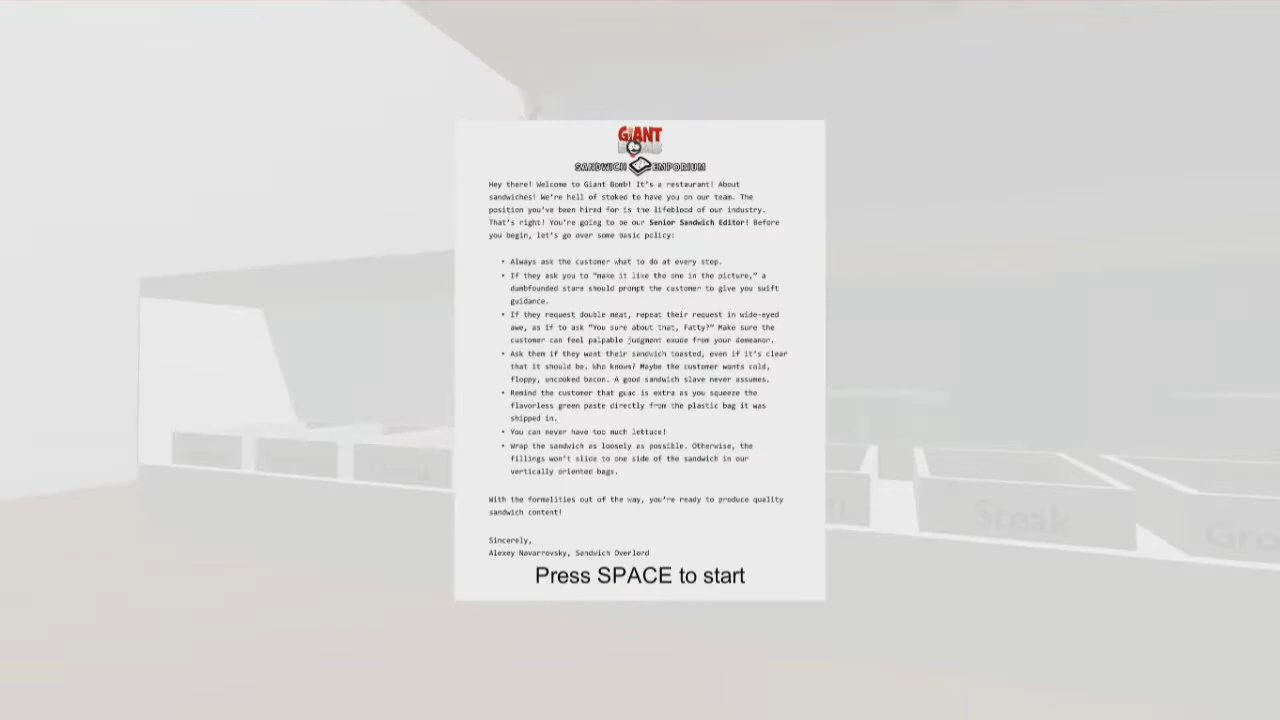 GIANT
BOMB
SANDWICH EMPORIUM
Hey there! Welcome to Giant Bomb! It's a restaurant! About
sandwiches! We're hell of stoked to have you on our team. The
position you've been hired for is the lifeblood of our industry.
That's right! You're going to be our Senior Sandwich Editor! Before
you begin, let's go over some basic policy:
• Always ask the customer what to do at every step.
• If they ask you to "make it like the one in the picture," a
dumbfounded stare should prompt the customer to give you swift
guidance.
• If they request double meat, repeat their request in wide-eyed
awe, as if to ask "You sure about that, Fatty?" Make sure the
customer can feel palpable judgment exude from your demeanor.
• Ask them if they want their sandwich toasted, even if it's clear
that it should be. Who knows? Maybe the customer wants cold,
floppy, uncooked bacon. A good sandwich slave never assumes.
• Remind the customer that guac is extra as you squeeze the
flavorless green paste directly from the plastic bag it was
shipped in.
• You can never have too much lettuce!
• Wrap the sandwich as loosely as possible. Otherwise, the
fillings won't slide to one side of the sandwich in our
vertically oriented bags.
With the formalities out of the way, you're ready to produce quality
sandwich content!
Sincerely,
Alexey Navarrovsky, Sandwich Overlord
Press SPACE to start
Steak
Gro